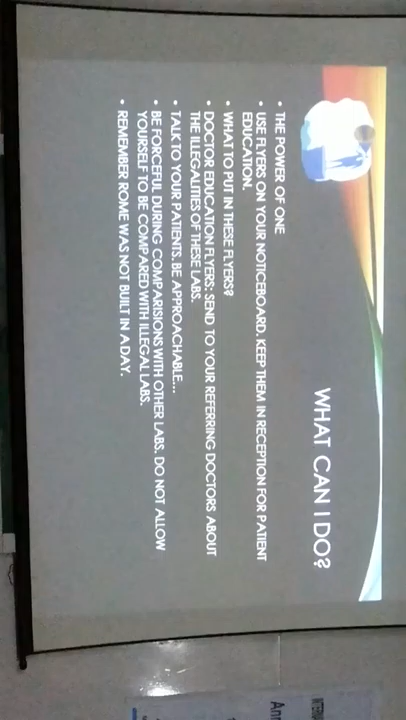 WHAT CAN I DO?
• THE POWER OF ONE
• USE FLYERS ON YOUR NOTICEBOARD. KEEP THEM IN RECEPTION FOR PATIENT
EDUCATION.
• WHAT TO PUT IN THESE FLYERS?
• DOCTOR EDUCATION FLYERS: SEND TO YOUR REFERRING DOCTORS ABOUT
THE ILLEGALITIES OF THESE LABS.
• TALK TO YOUR PATIENTS. BE APPROACHABLE...
• BE FORCEFUL DURING COMPARISIONS WITH OTHER LABS. DO NOT ALLOW
YOURSELF TO BE COMPARED WITH ILLEGAL LABS.
• REMEMBER ROME WAS NOT BUILT IN A DAY.
INTERN
Ann